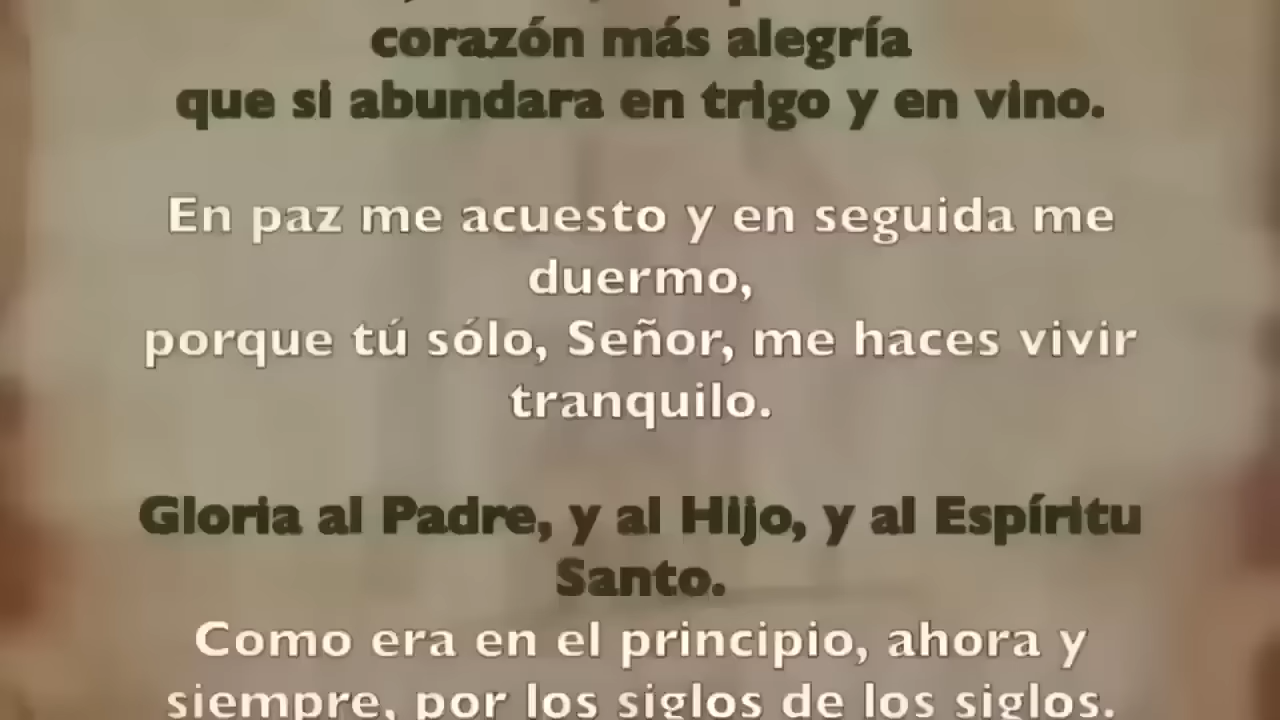 corazón más alegría
que si abundara en trigo y en vino.
En paz me acuesto y en seguida me
duermo,
porque tú sólo, Señor, me haces vivir
tranquilo.
Gloria al Padre, y al Hijo, y al Espíritu
Santo.
Como era en el principio, ahora y
siempre, por los siglos de los siglos.